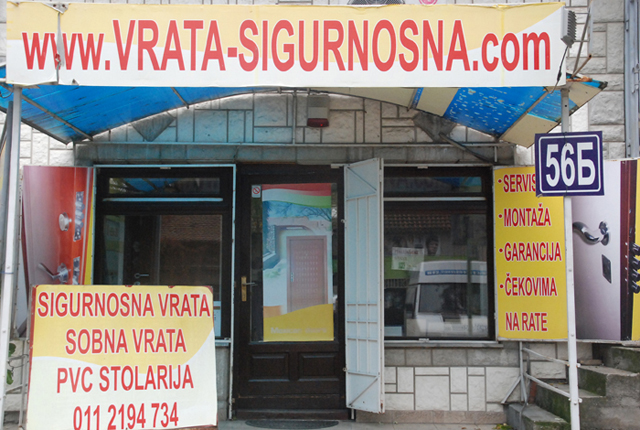 www.VRATA-SIGURNOSNA.com
56Б
- SERVIS
- MONTAŽA
- GARANCIJA
- ČEKOVIMA
NA RATE
SIGURNOSNA VRATA
SOBNA VRATA
PVC STOLARIJA
011 2194 734